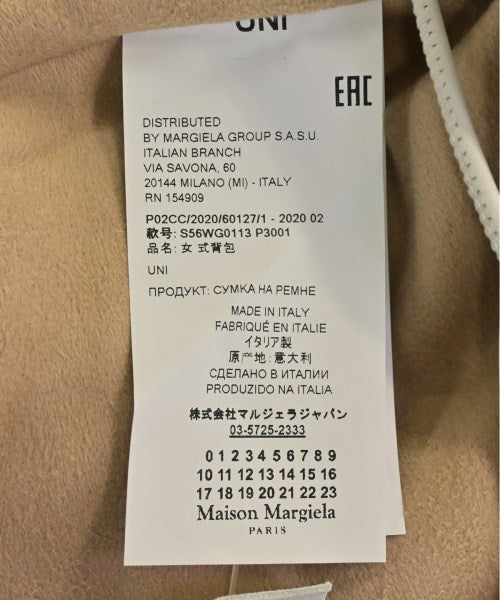 UNI
EAC
DISTRIBUTED
BY MARGIELA GROUP S.A.S.U.
ITALIAN BRANCH
VIA SAVONA, 60
20144 MILANO (MI) - ITALY
RN 154909
P02CC/2020/60127/1 - 2020 02
款号: S56WG0113 P3001
品名: 女 式背包
UNI
ПРОДУКТ: СУМКА НА РЕМНЕ
MADE IN ITALY
FABRIQUÉ EN ITALIE
イタリア製
原产地: 意大利
СДЕЛАНО В ИТАЛИИ
PRODUZIDO NA ITALIA
株式会社マルジェラジャパン
03-5725-2333
0 1 2 3 4 5 6 7 8 9
10 11 12 13 14 15 16
17 18 19 20 21 22 23
Maison Margiela
PARIS